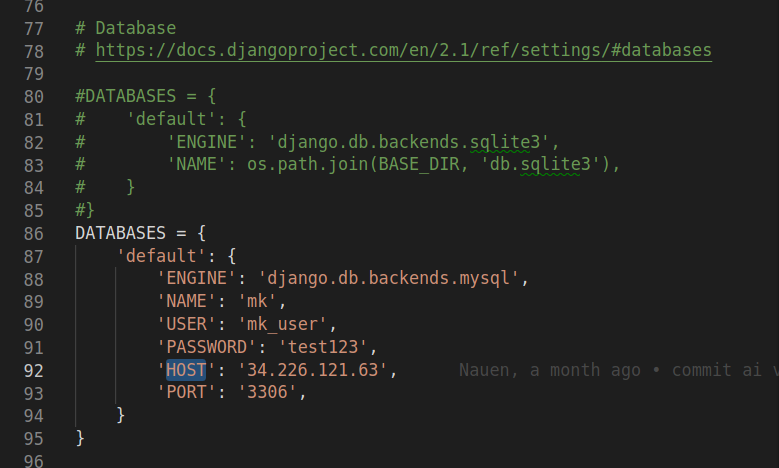 76
77 # Database
78 # https://docs.djangoproject.com/en/2.1/ref/settings/#databases
79
80 #DATABASES = {
81 #    'default': {
82 #        'ENGINE': 'django.db.backends.sqlite3',
83 #        'NAME': os.path.join(BASE_DIR, 'db.sqlite3'),
84 #    }
85 #}
86 DATABASES = {
87     'default': {
88         'ENGINE': 'django.db.backends.mysql',
89         'NAME': 'mk',
90         'USER': 'mk_user',
91         'PASSWORD': 'test123',
92         'HOST': '34.226.121.63',      Nauen, a month ago • commit ai v
93         'PORT': '3306',
94     }
95 }
96